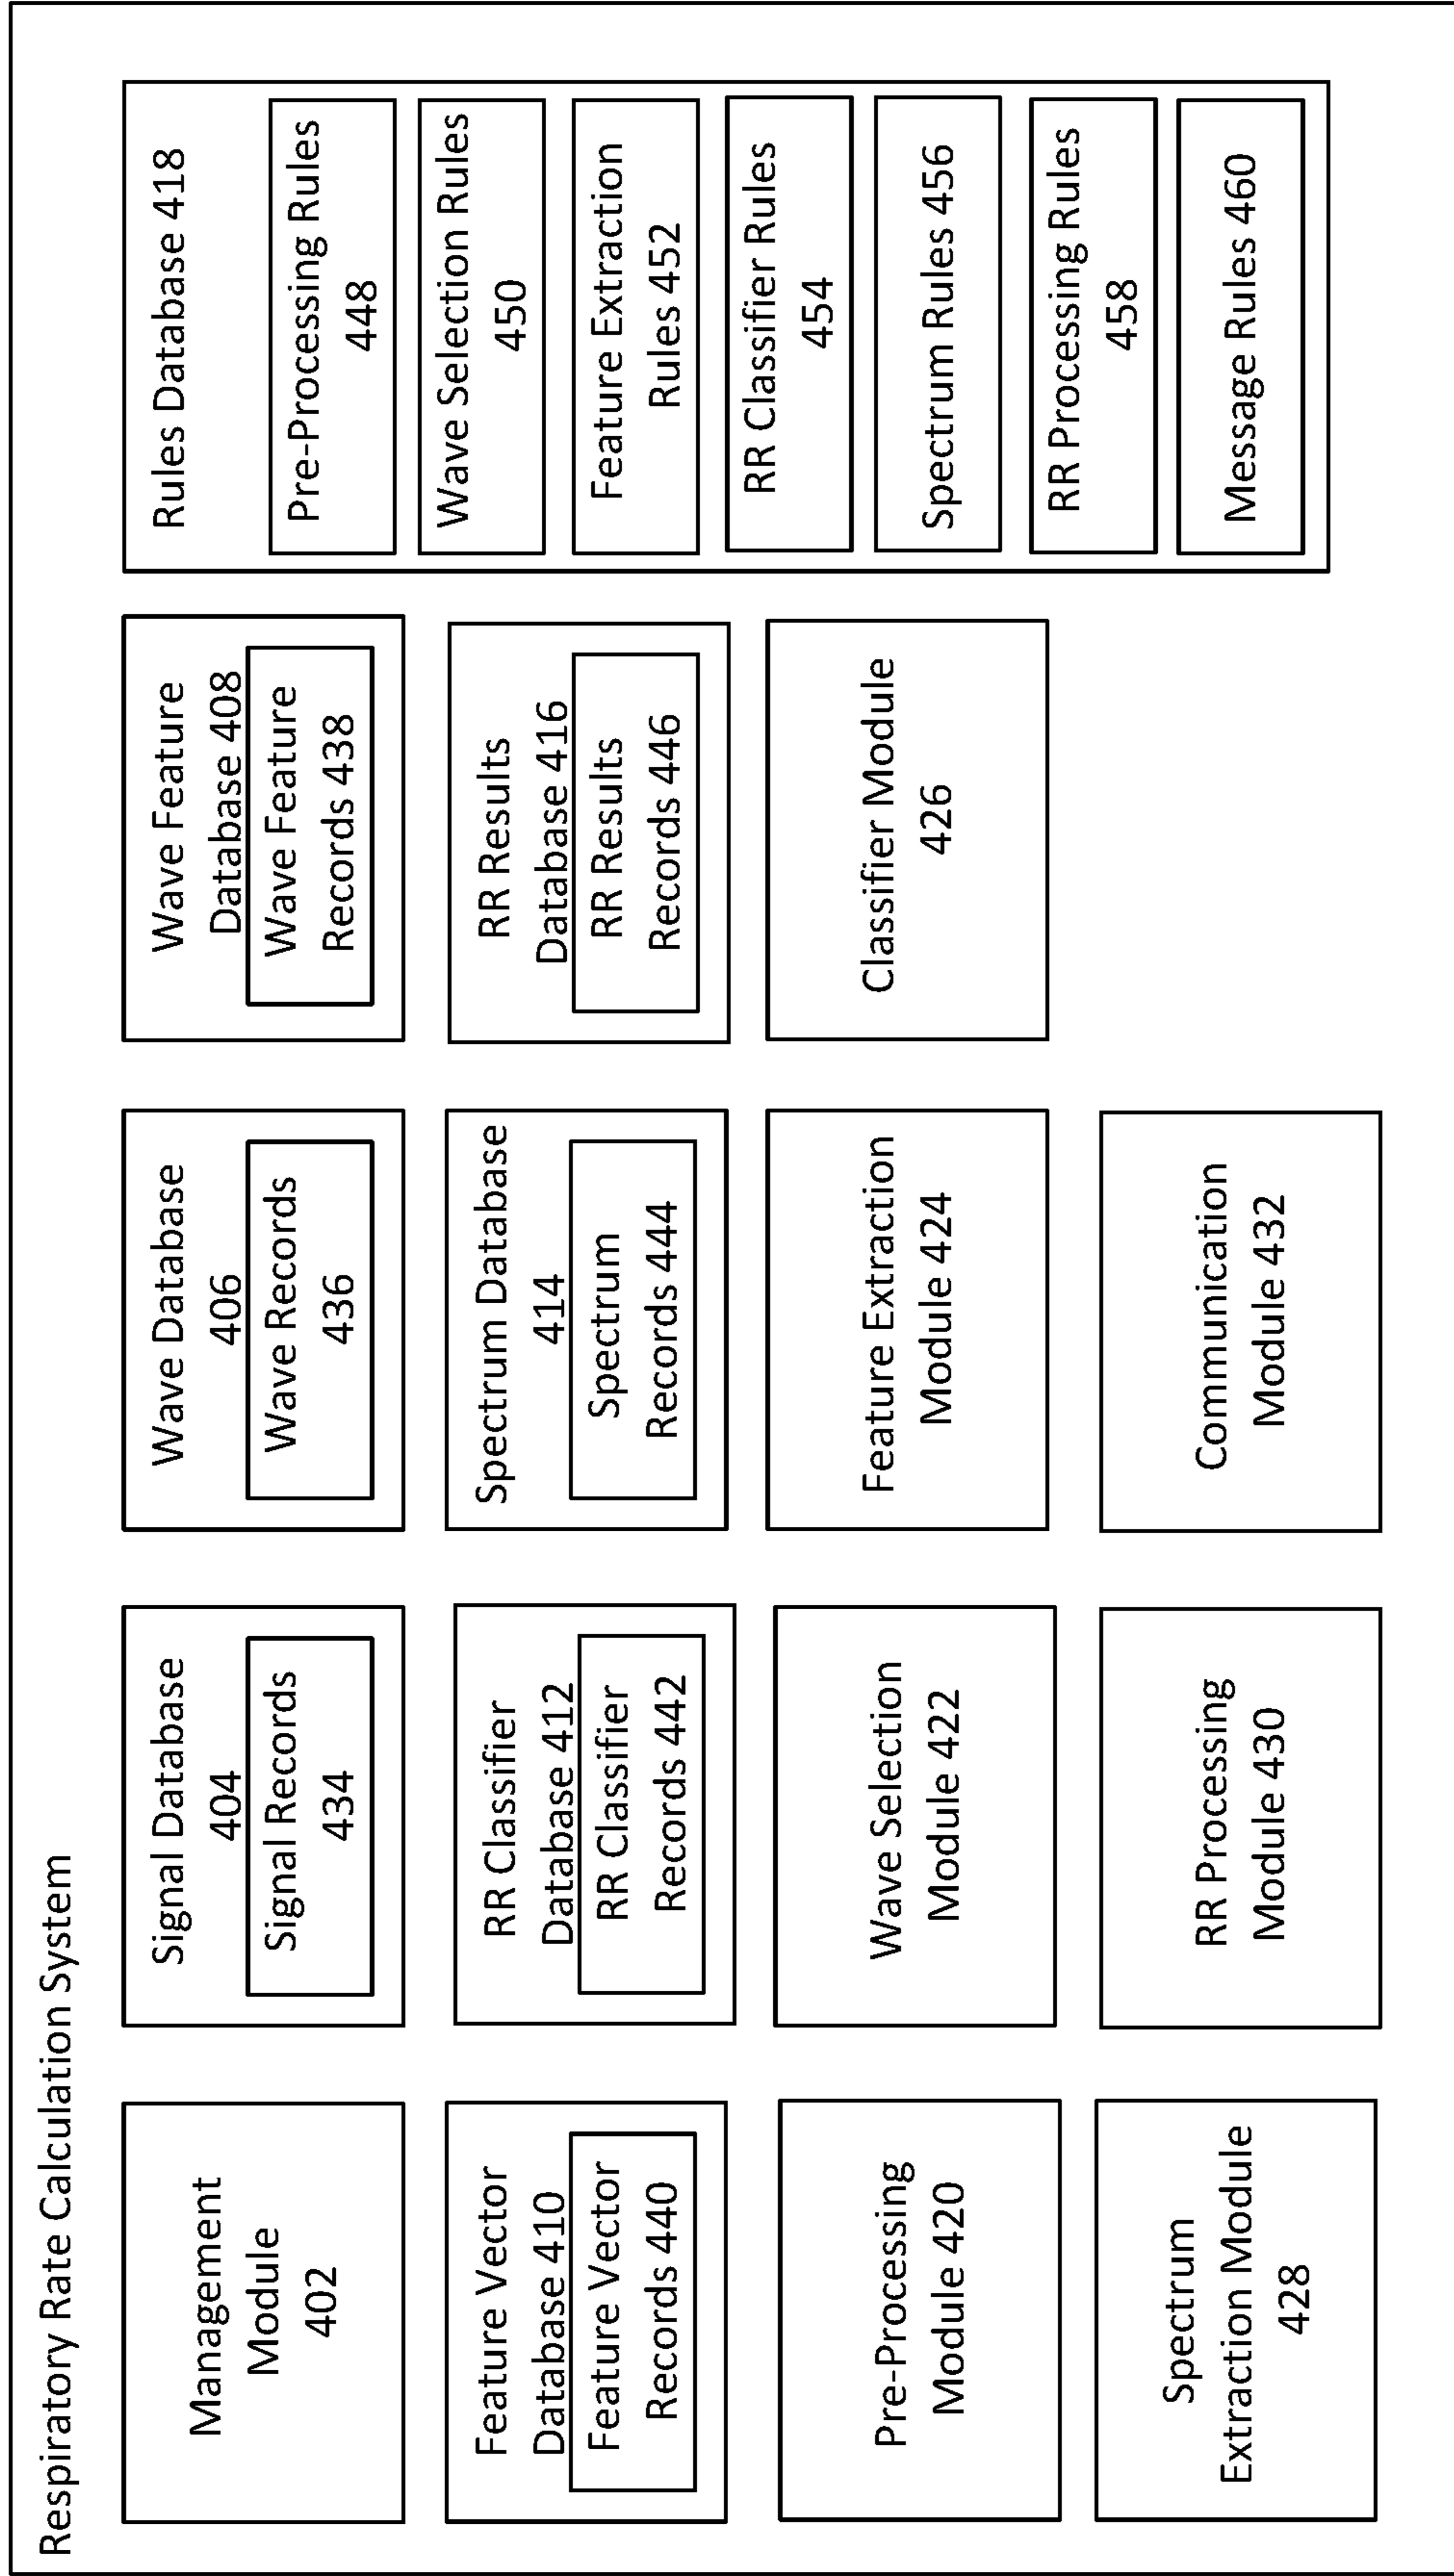 Respiratory Rate Calculation System
Management
Module
402
Signal Database
404
Signal Records
434
Wave Database
406
Wave Records
436
Wave Feature
Database 408
Wave Feature
Records 438
Rules Database 418
Pre-Processing Rules
448
Wave Selection Rules
450
Feature Extraction
Rules 452
RR Classifier Rules
454
Spectrum Rules 456
RR Processing Rules
458
Message Rules 460
Feature Vector
Database 410
Feature Vector
Records 440
RR Classifier
Database 412
RR Classifier
Records 442
Spectrum Database
414
Spectrum
Records 444
RR Results
Database 416
RR Results
Records 446
Pre-Processing
Module 420
Wave Selection
Module 422
Feature Extraction
Module 424
Classifier Module
426
Spectrum
Extraction Module
428
RR Processing
Module 430
Communication
Module 432